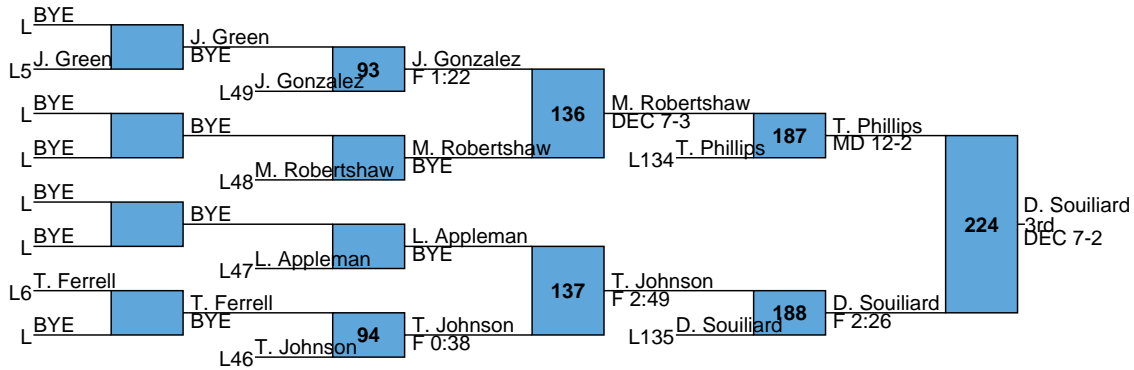 L BYE
L5 J. Green
J. Green
BYE
L49 J. Gonzalez
93
J. Gonzalez
F 1:22
L BYE
L BYE
BYE
L48 M. Robertshaw
M. Robertshaw
BYE
136
M. Robertshaw
DEC 7-3
L134 T. Phillips
187
T. Phillips
MD 12-2
L BYE
L BYE
BYE
L47 L. Appleman
L. Appleman
BYE
L6 T. Ferrell
L BYE
T. Ferrell
BYE
L46 T. Johnson
94
T. Johnson
F 0:38
137
T. Johnson
F 2:49
L135 D. Souiliard
188
D. Souiliard
F 2:26
224
D. Souiliard
3rd
DEC 7-2